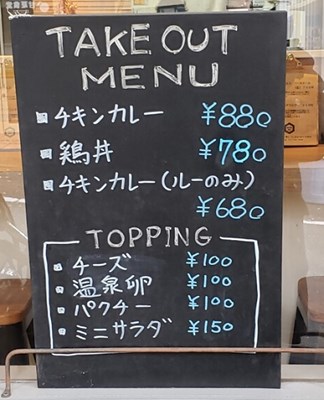 TAKE OUT
MENU
チキンカレー ¥880
鶏丼 ¥780
チキンカレー(ルーのみ)
¥680
TOPPING
チーズ ¥100
温泉卵 ¥100
パクチー ¥100
ミニサラダ ¥150